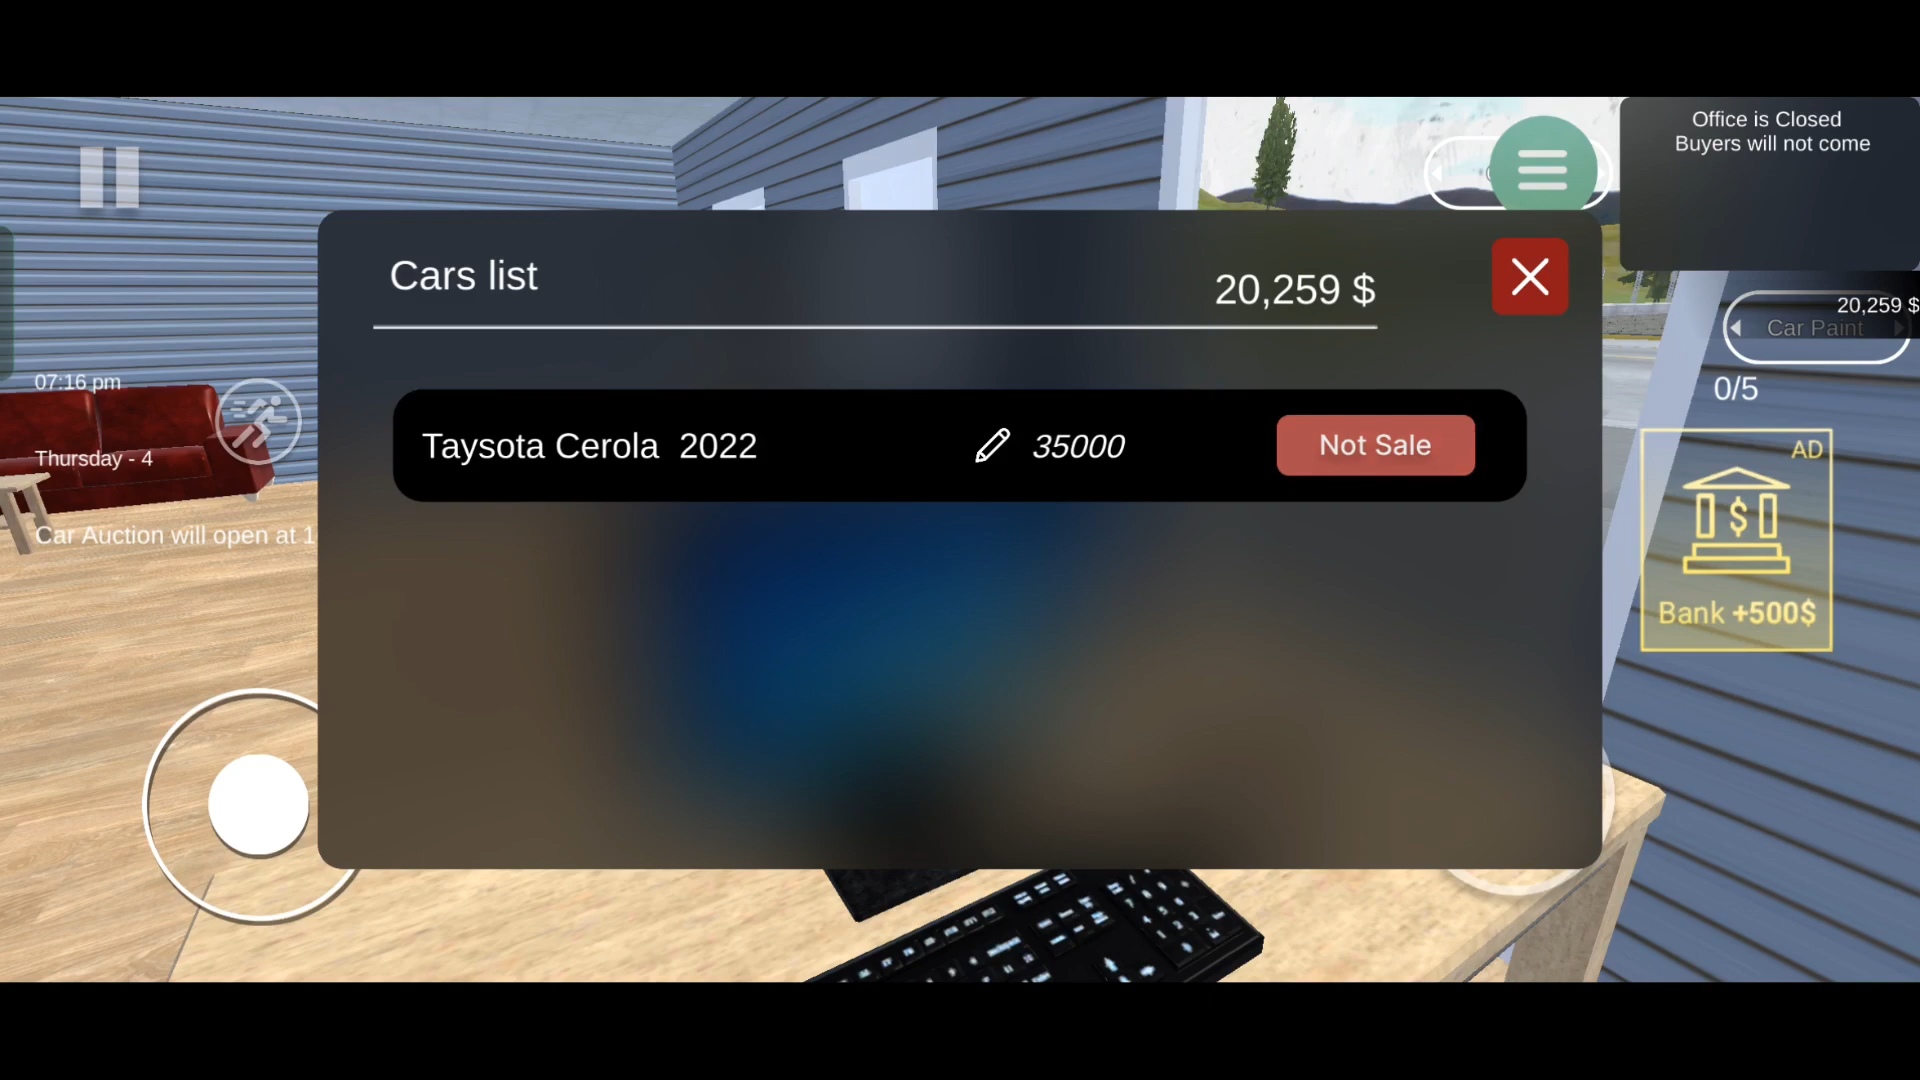 Office is Closed
Buyers will not come
Cars list
20,259 $
20,259 $
Car Paint
0/5
07:16 pm
Taysota Cerola 2022
35000
Not Sale
Thursday - 4
AD
Car Auction will open at 1
$
Bank +500$